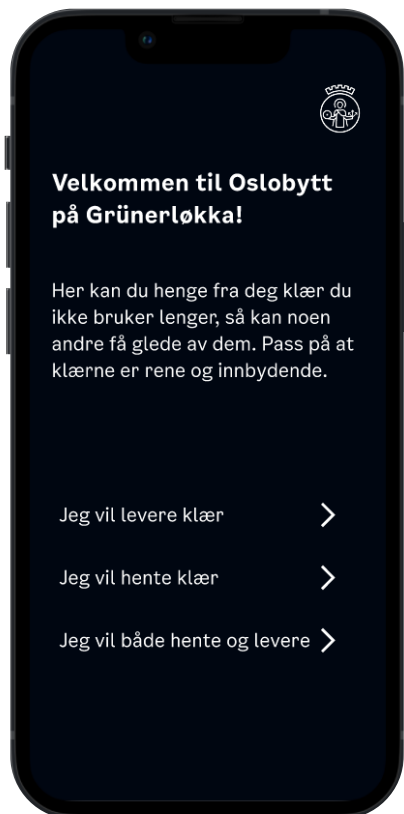 Velkommen til Oslobytt
på Grünerløkka!
Her kan du henge fra deg klær du
ikke bruker lenger, så kan noen
andre få glede av dem. Pass på at
klærne er rene og innbydende.
Jeg vil levere klær
Jeg vil hente klær
Jeg vil både hente og levere